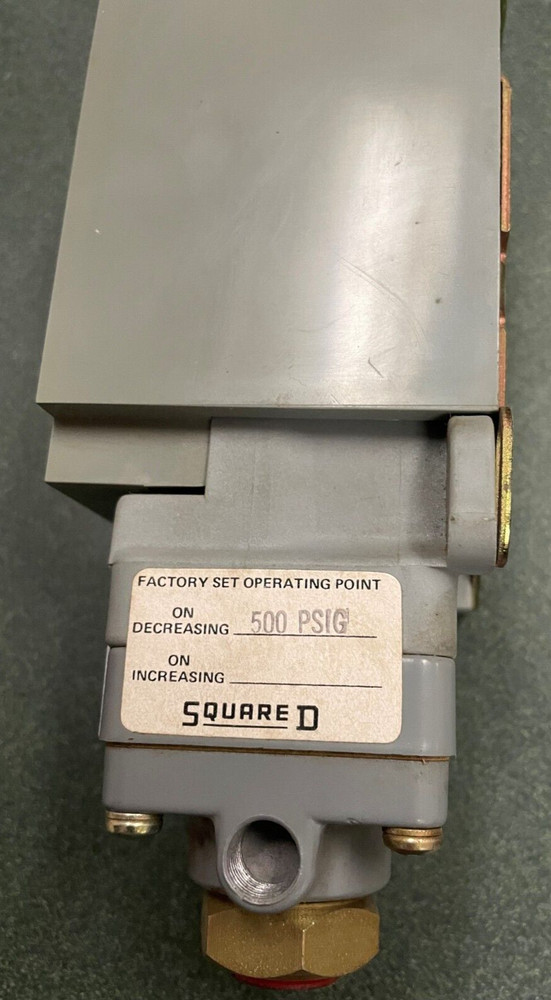 FACTORY SET OPERATING POINT
ON
DECREASING 500 PSIG
ON
INCREASING
SQUARE D